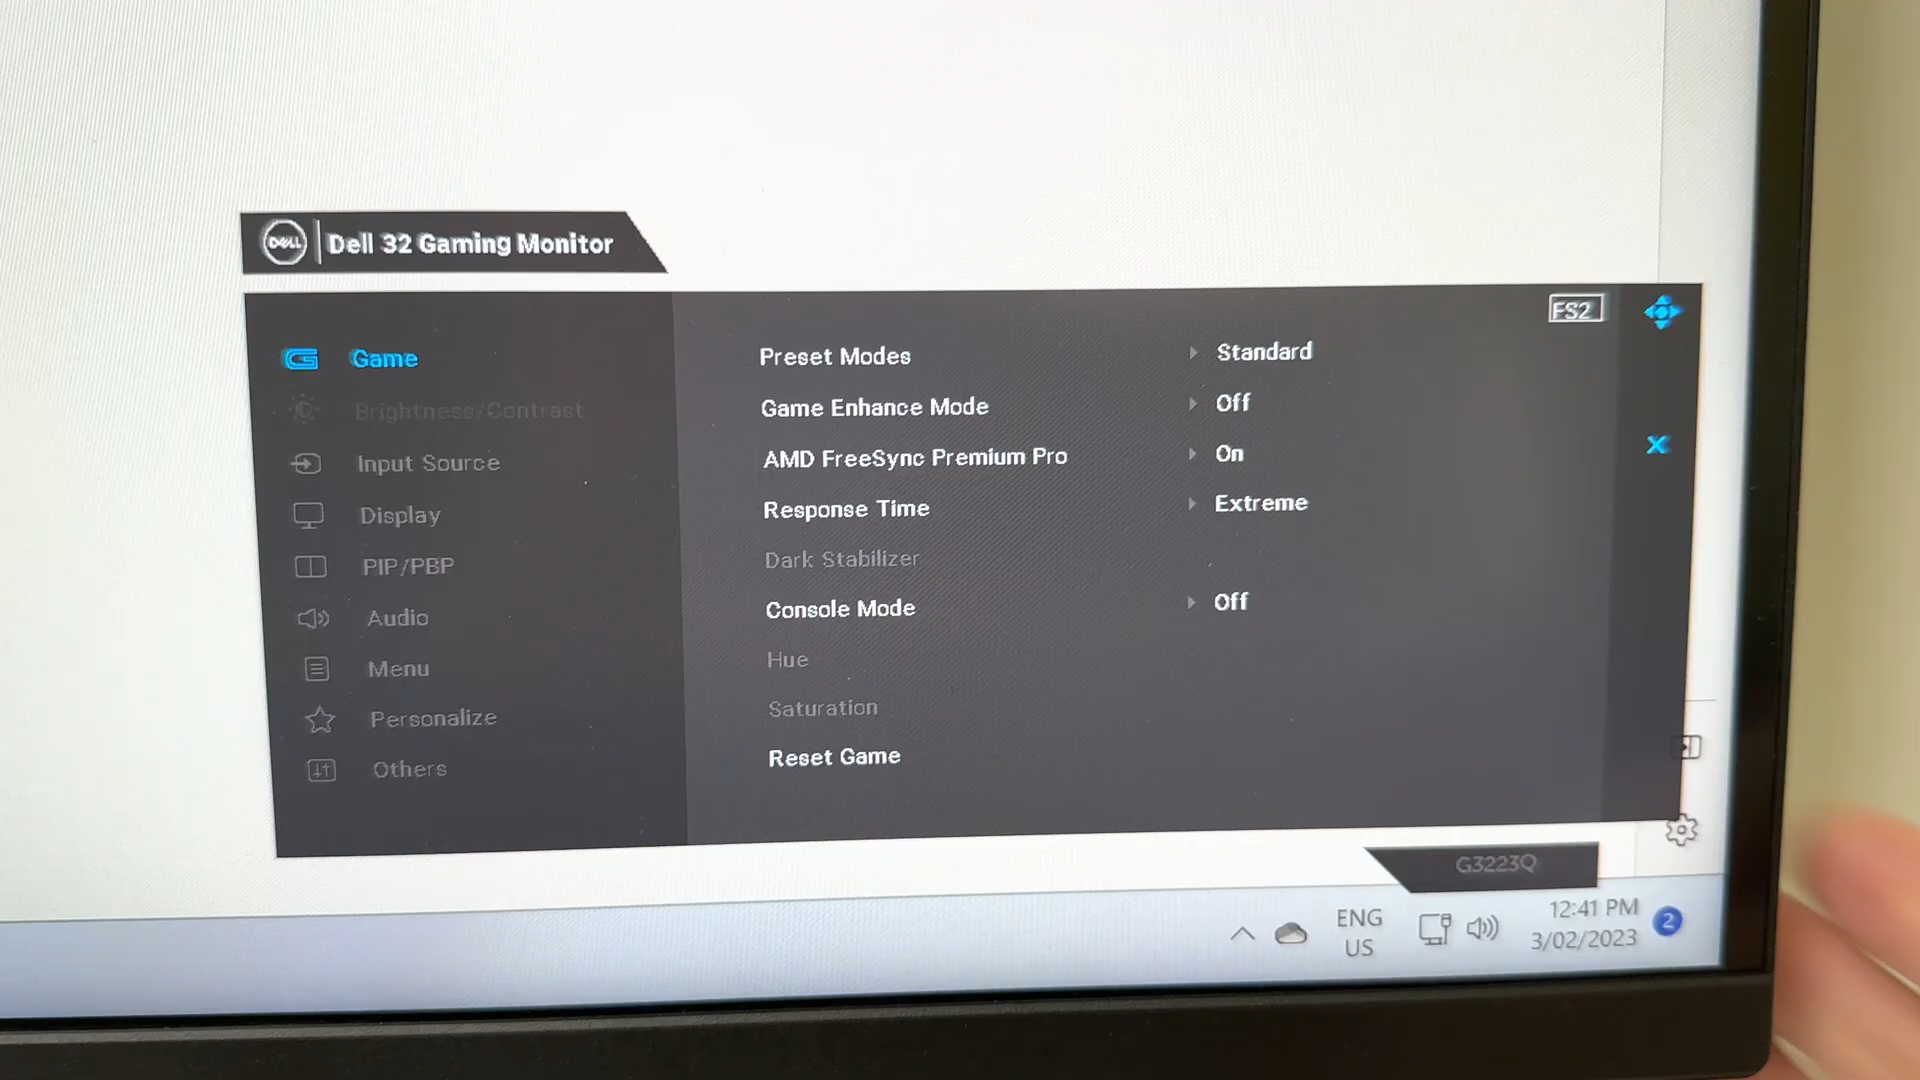 DELL Dell 32 Gaming Monitor
FS2
Game
Brightness/Contrast
Input Source
Display
PIP/PBP
Audio
Menu
Personalize
Others
Preset Modes Standard
Game Enhance Mode Off
AMD FreeSync Premium Pro On
Response Time Extreme
Dark Stabilizer
Console Mode Off
Hue
Saturation
Reset Game
G3223Q
ENG
US
12:41 PM
3/02/2023
2